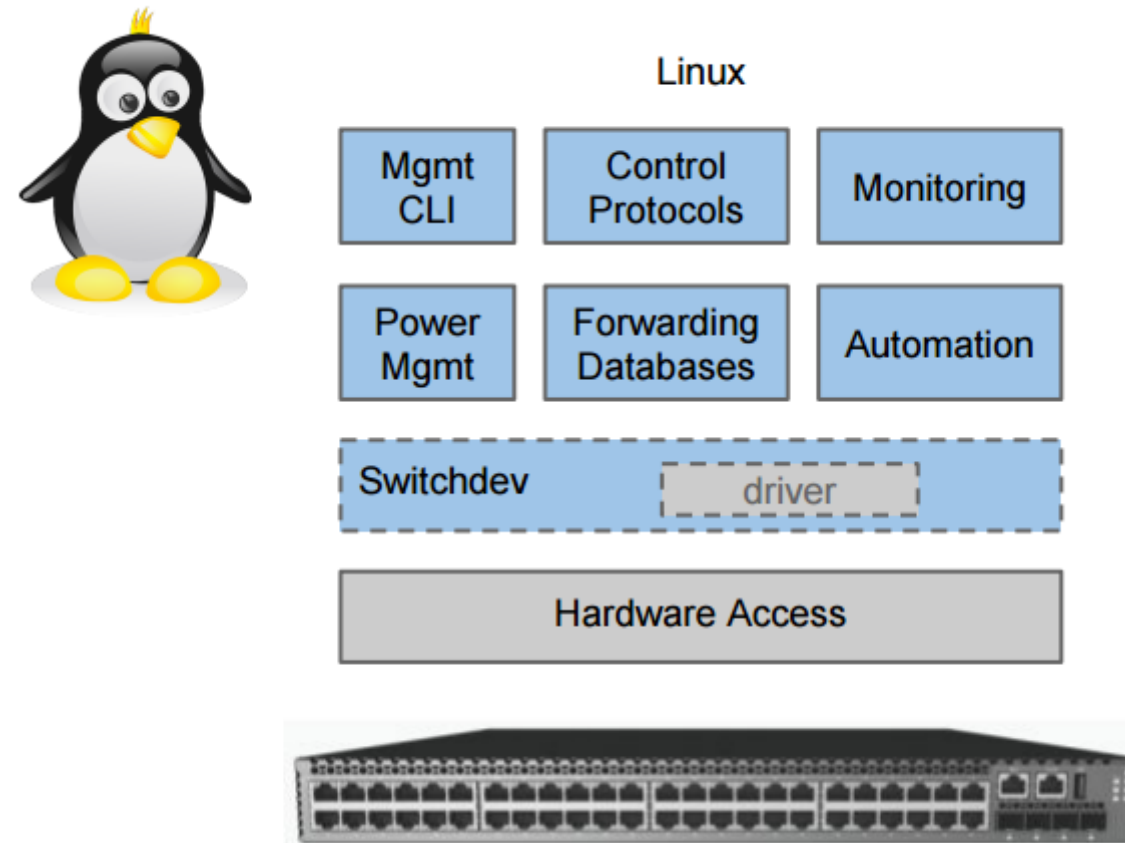 Linux
Mgmt
CLI
Control
Protocols
Monitoring
Power
Mgmt
Forwarding
Databases
Automation
Switchdev
driver
Hardware Access